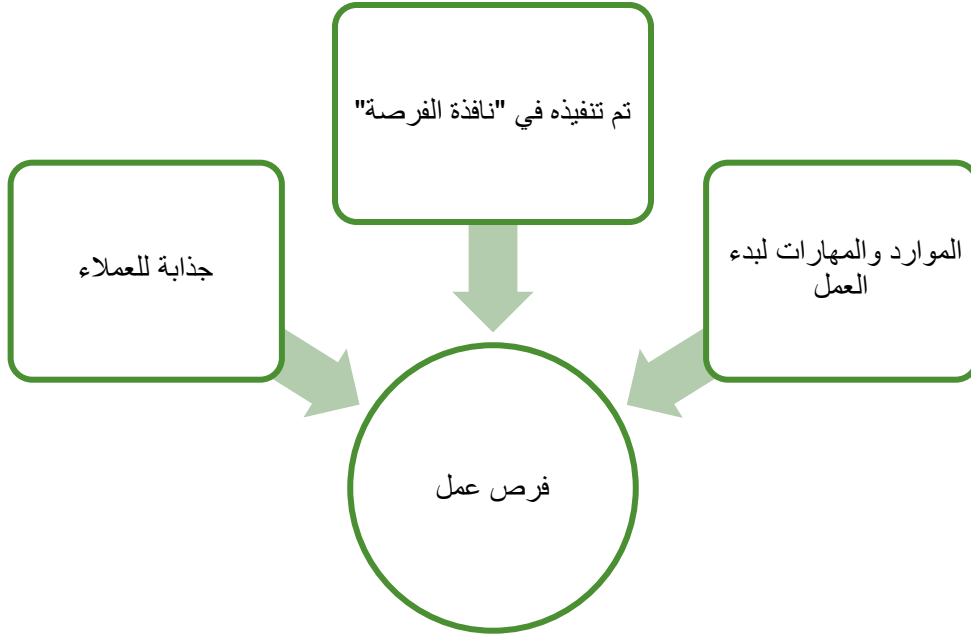 تم تنفيذه في "نافذة الفرصة"
الموارد والمهارات لبدء
العمل
جذابة للعملاء
فرص عمل